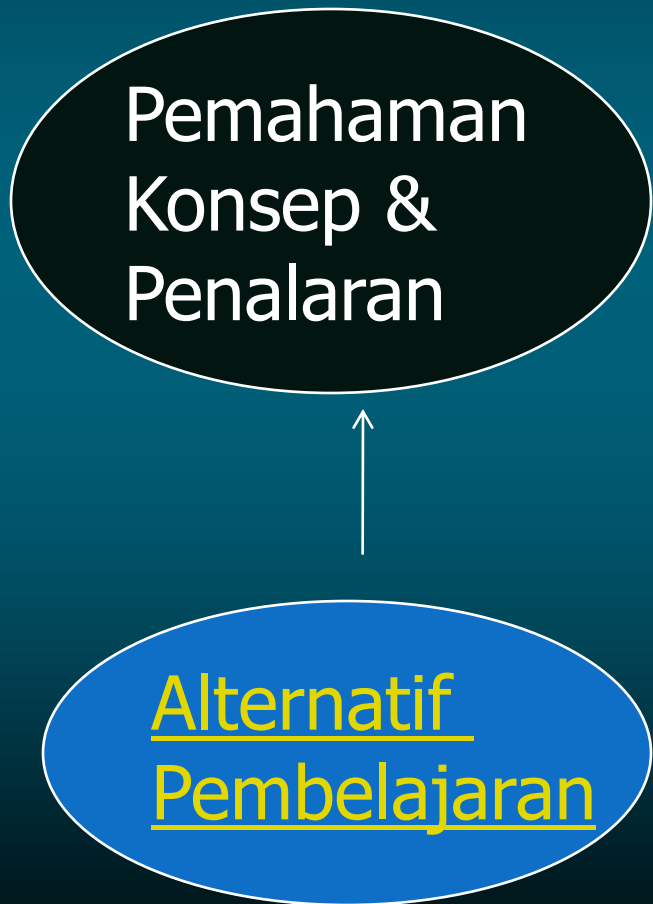 Pemahaman
Konsep &
Penalaran
Alternatif
Pembelajaran